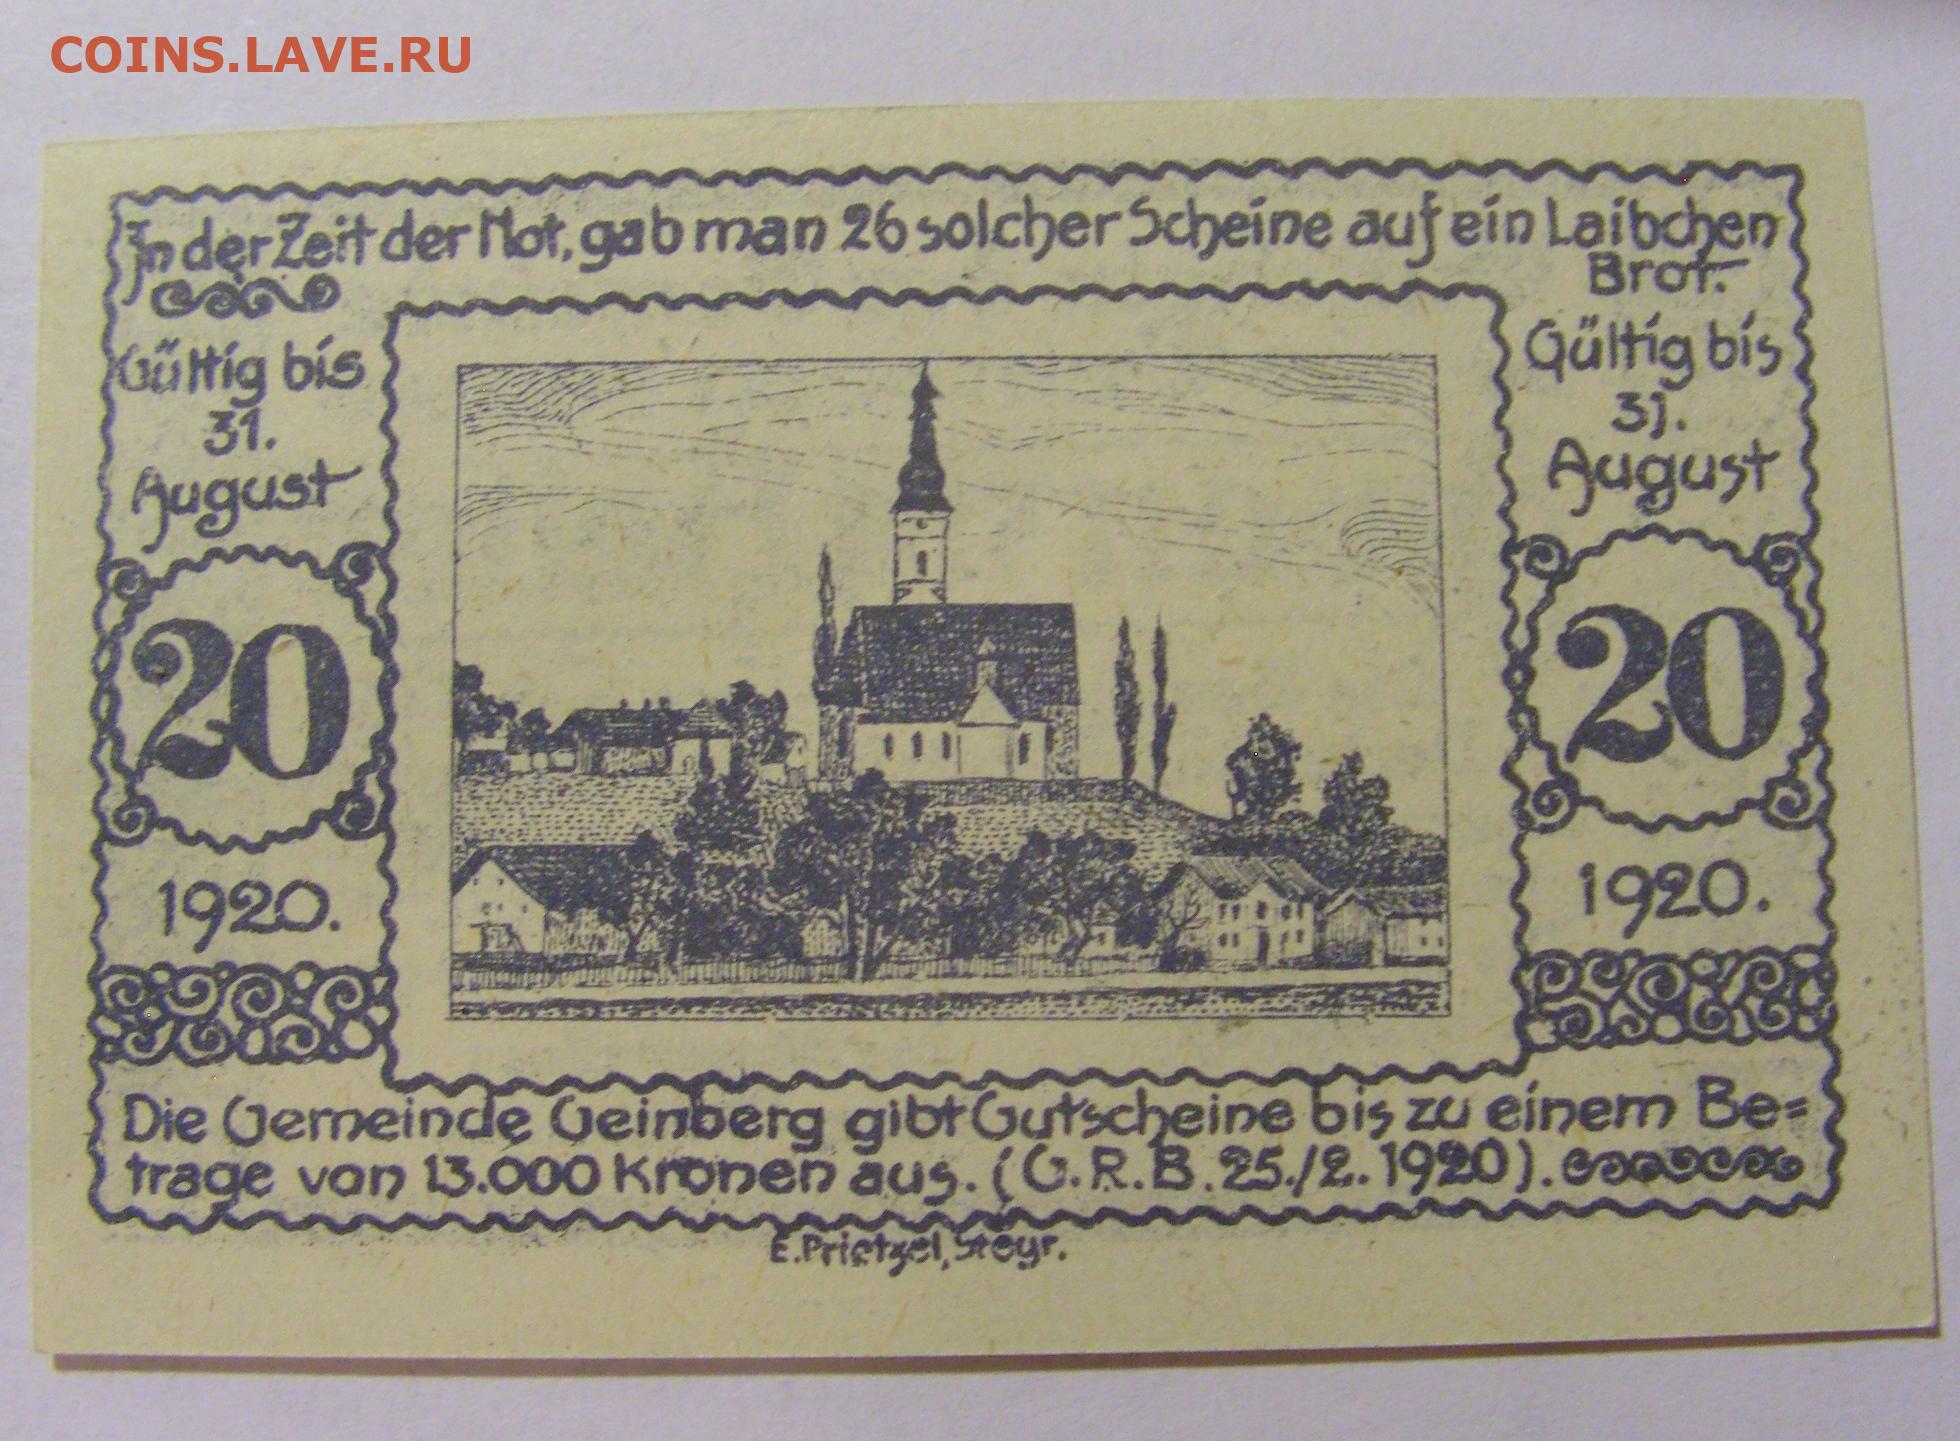 COINS.LAVE.RU
In der Zeit der Not, gab man 26 solcher Scheine auf ein Laibchen
Brot.
Gültig bis
31.
August
20
1920.
Gültig bis
31.
August
20
1920.
Die Gemeinde Geinberg gibt Gutscheine bis zu einem Be=
trage von 13.000 Kronen aus. (G.R.B. 25./2. 1920).
E. Prietzel, Steyr.